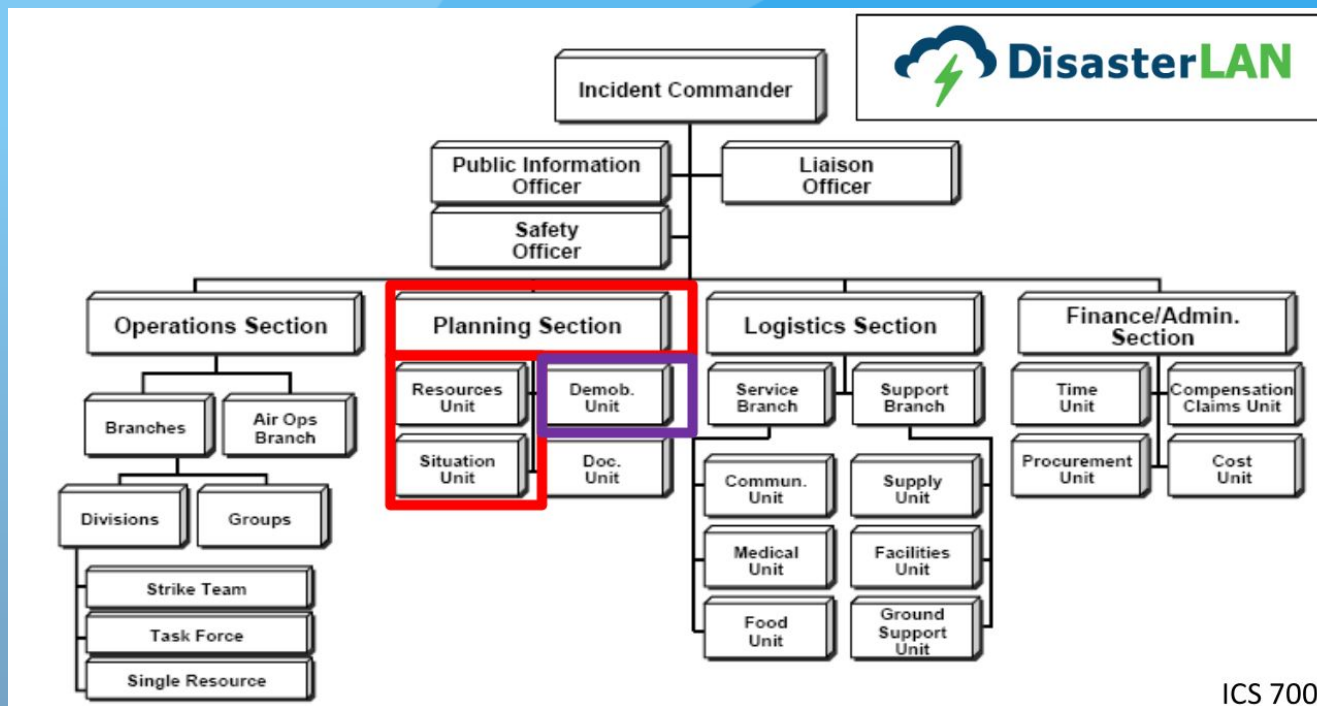 DisasterLAN
Incident Commander
Public Information
Officer
Liaison
Officer
Safety
Officer
Operations Section
Planning Section
Logistics Section
Finance/Admin.
Section
Branches
Air Ops
Branch
Divisions
Groups
Strike Team
Task Force
Single Resource
Resources
Unit
Demob.
Unit
Situation
Unit
Doc.
Unit
Service
Branch
Support
Branch
Commun.
Unit
Supply
Unit
Medical
Unit
Facilities
Unit
Food
Unit
Ground
Support
Unit
Time
Unit
Compensation
Claims Unit
Procurement
Unit
Cost
Unit
ICS 700